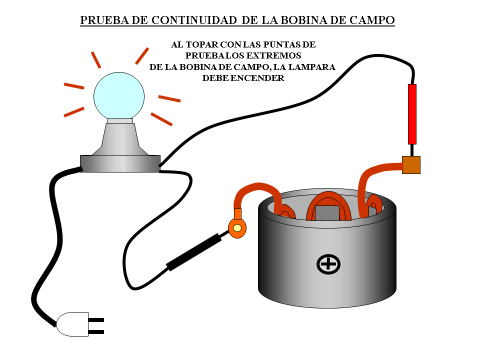 PRUEBA DE CONTINUIDAD DE LA BOBINA DE CAMPO
AL TOPAR CON LAS PUNTAS DE
PRUEBA LOS EXTREMOS
DE LA BOBINA DE CAMPO, LA LAMPARA
DEBE ENCENDER